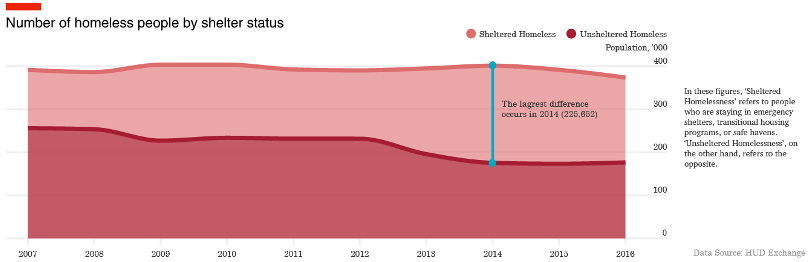 Number of homeless people by shelter status
Sheltered Homeless
Unsheltered Homeless
Population, '000
400
300
200
100
0
The lagrest difference
occurs in 2014 (225,652)
2007
2008
2009
2010
2011
2012
2013
2014
2015
2016
In these figures, 'Sheltered
Homelessness' refers to people
who are staying in emergency
shelters, transitional housing
programs, or safe havens.
'Unsheltered Homelessness', on
the other hand, refers to the
opposite.
Data Source: HUD Exchange